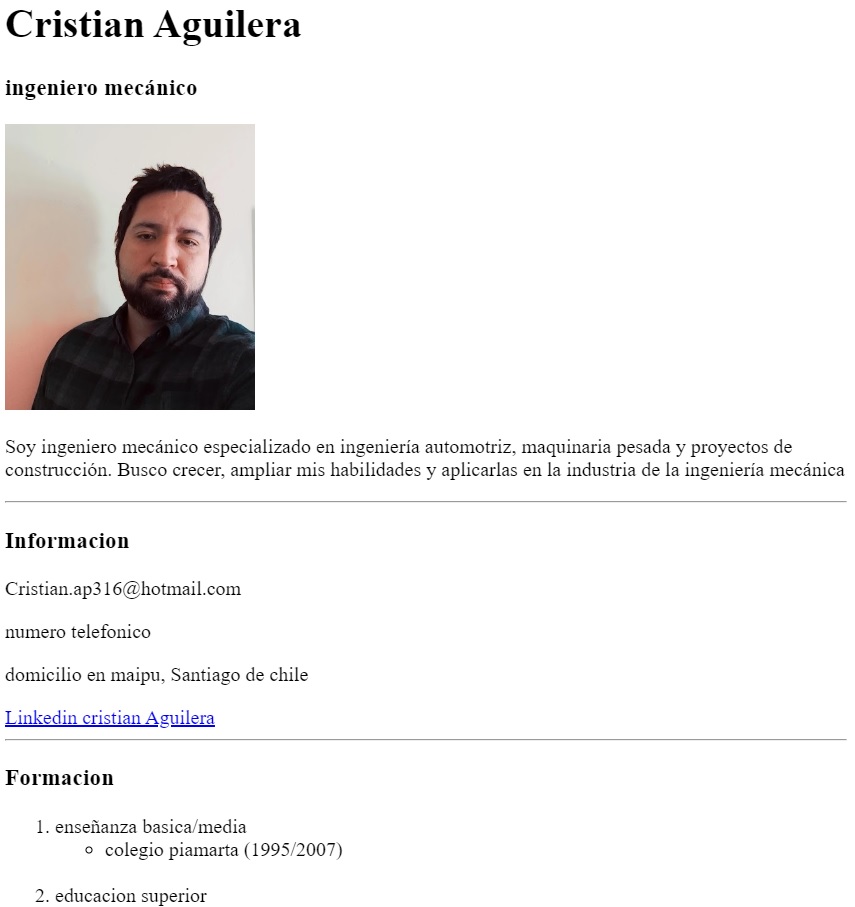 Cristian Aguilera
ingeniero mecánico
Soy ingeniero mecánico especializado en ingeniería automotriz, maquinaria pesada y proyectos de
construcción. Busco crecer, ampliar mis habilidades y aplicarlas en la industria de la ingeniería mecánica
Informacion
Cristian.ap316@hotmail.com
numero telefonico
domicilio en maipu, Santiago de chile
Linkedin cristian Aguilera
Formacion
1. enseñanza basica/media
colegio piamarta (1995/2007)
2. educacion superior